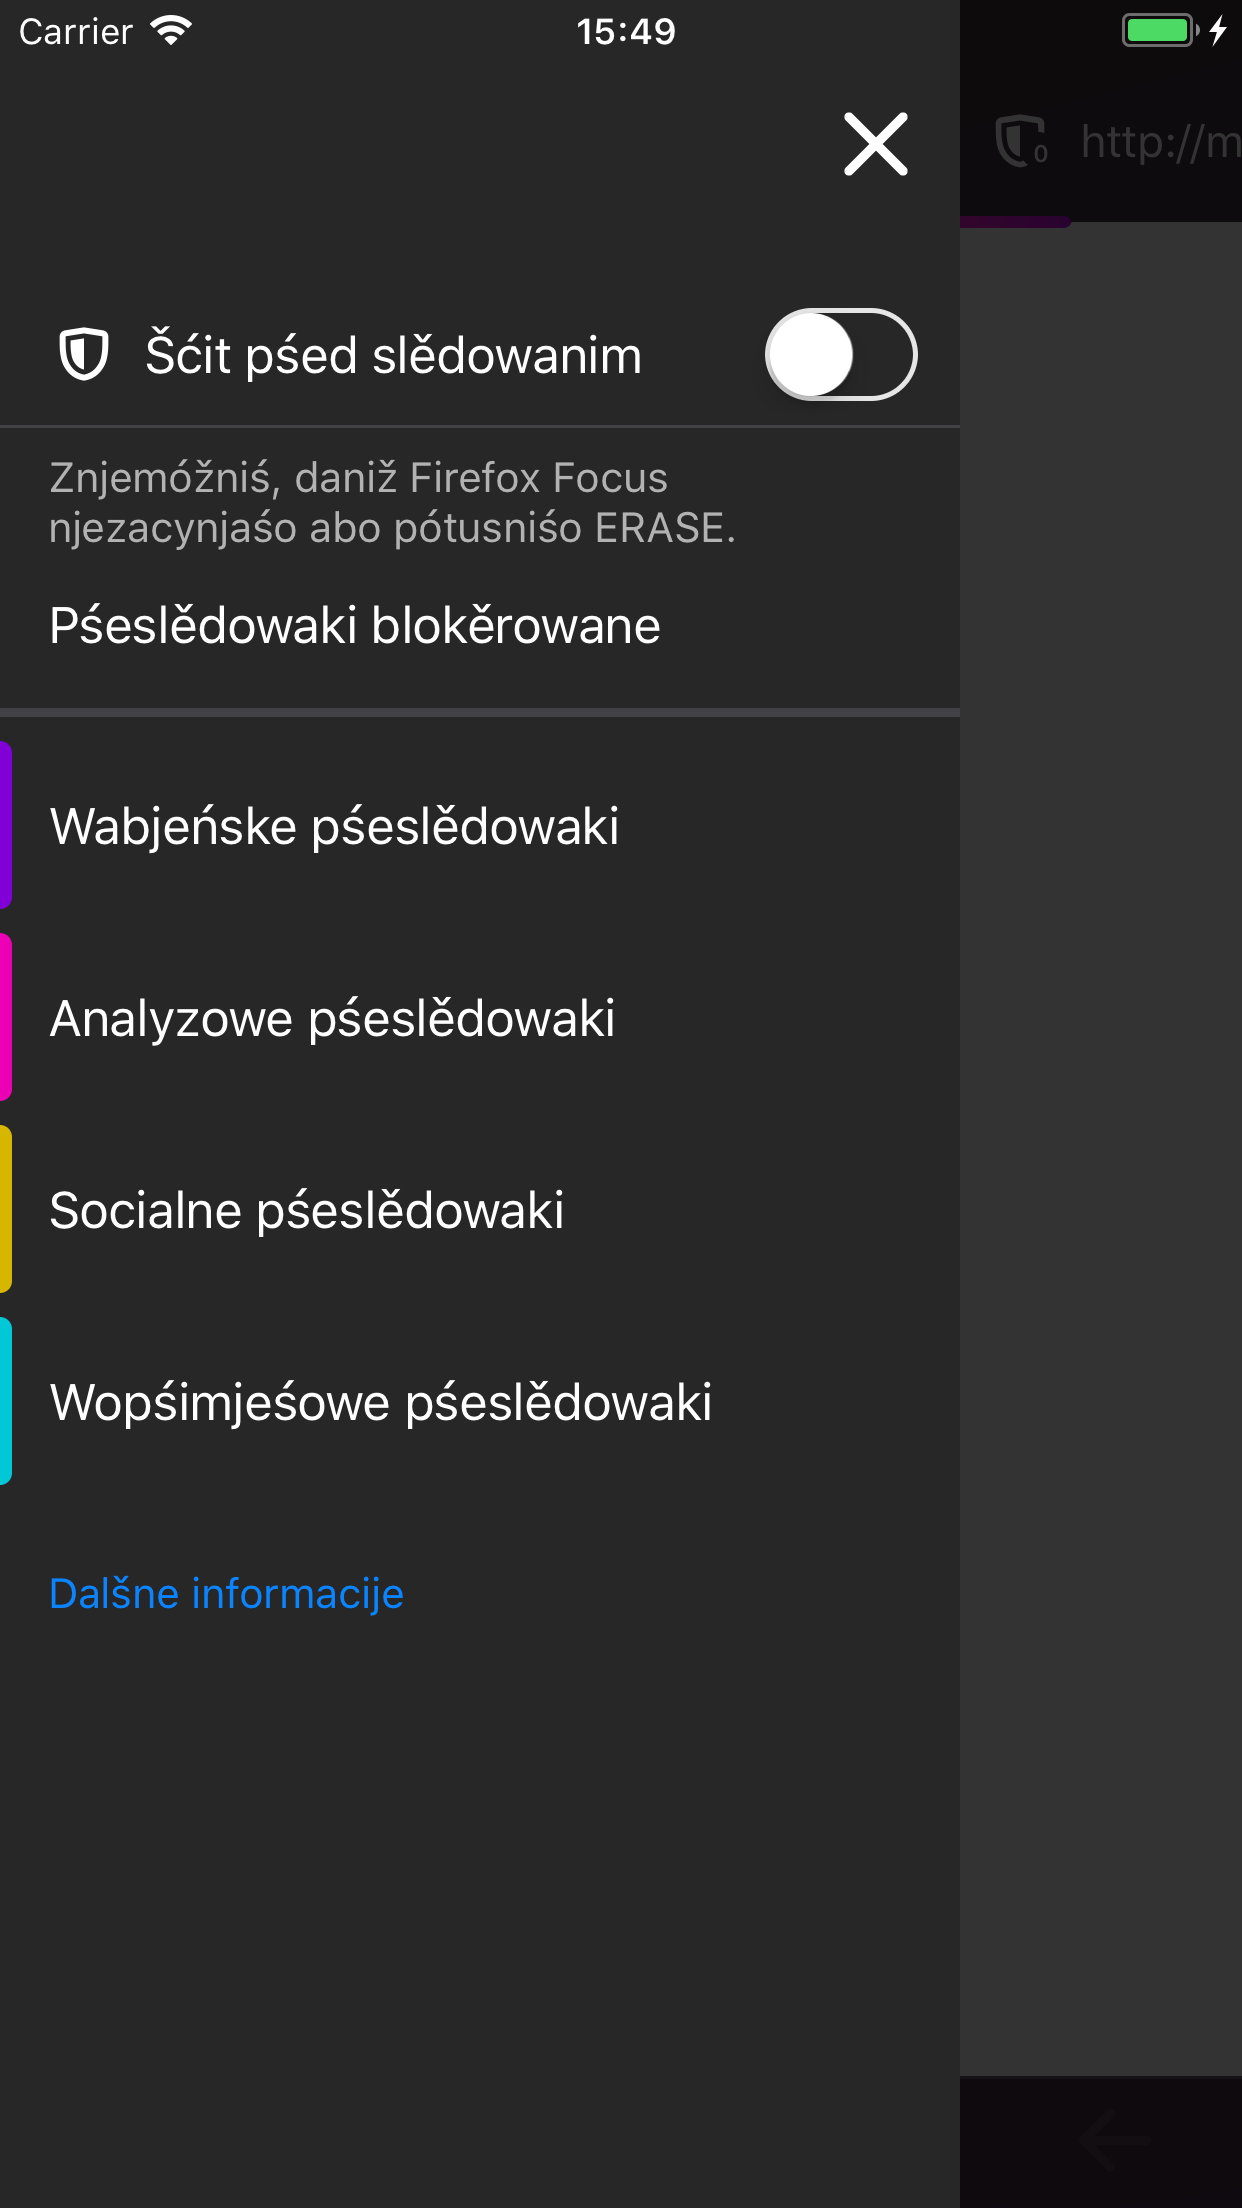 Carrier
15:49
http://m
0
Šćit pśed slědowanim
Znjemóžniś, daniž Firefox Focus
njezacynjaśo abo pótusniśo ERASE.
Pśeslědowaki blokěrowane
Wabjeńske pśeslědowaki
Analyzowe pśeslědowaki
Socialne pśeslědowaki
Wopśimjeśowe pśeslědowaki
Dalšne informacije